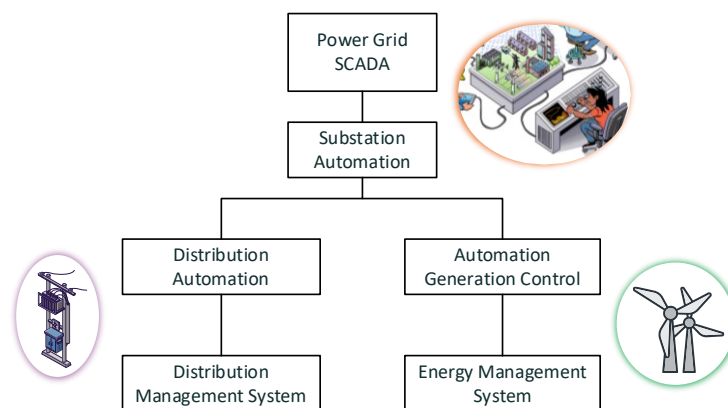 Power Grid
SCADA
Substation
Automation
Distribution
Automation
Automation
Generation Control
Distribution
Management System
Energy Management
System